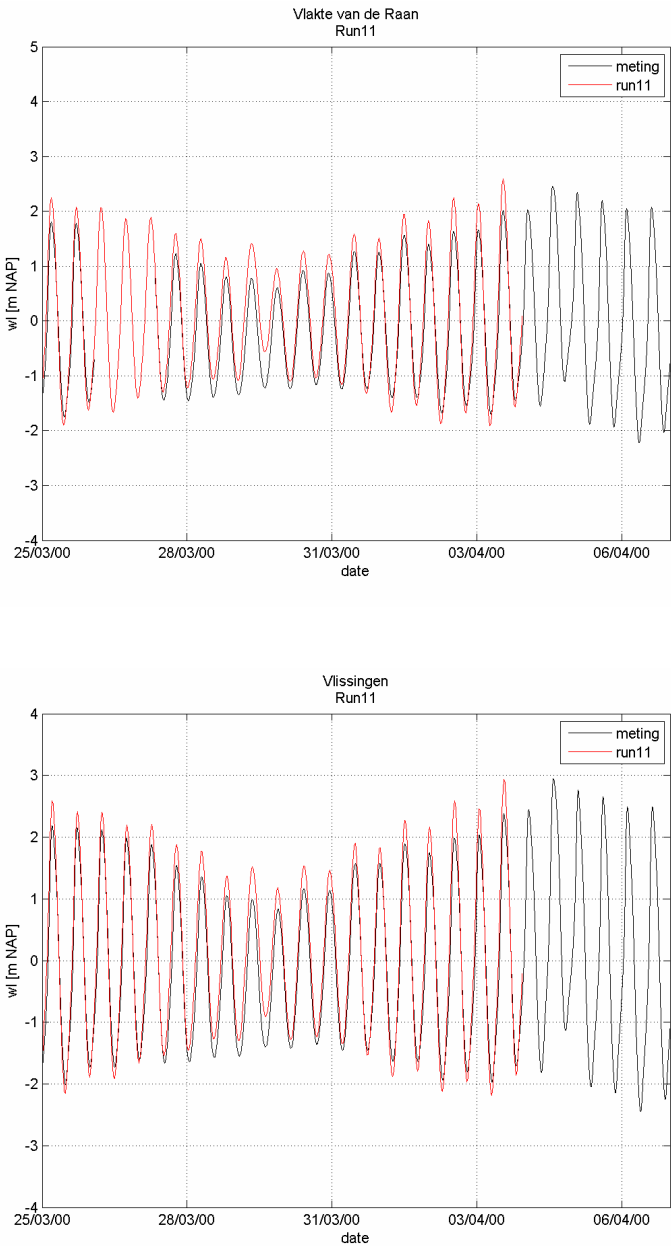 Vlakte van de Raan
Run11
5
4
3
2
1
0
-1
-2
-3
-4
wl [m NAP]
meting
run11
25/03/00 28/03/00 31/03/00 03/04/00 06/04/00
date
Vlissingen
Run11
4
3
2
1
0
-1
-2
-3
-4
wl [m NAP]
meting
run11
25/03/00 28/03/00 31/03/00 03/04/00 06/04/00
date